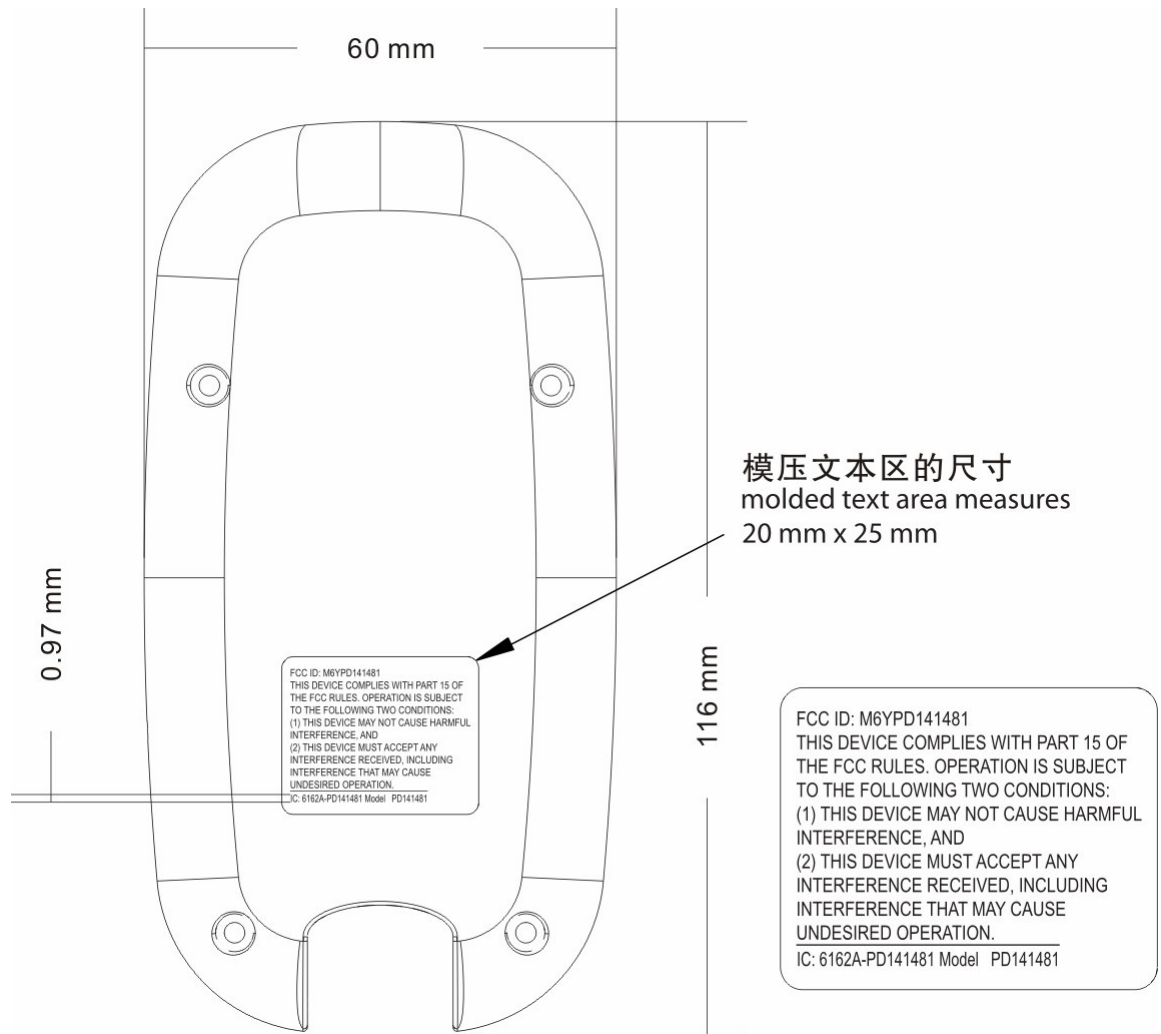 60 mm
模压文本区的尺寸
molded text area measures
20 mm x 25 mm
0.97 mm
116 mm
FCC ID: M6YPD141481
THIS DEVICE COMPLIES WITH PART 15 OF
THE FCC RULES. OPERATION IS SUBJECT
TO THE FOLLOWING TWO CONDITIONS:
(1) THIS DEVICE MAY NOT CAUSE HARMFUL
INTERFERENCE, AND
(2) THIS DEVICE MUST ACCEPT ANY
INTERFERENCE RECEIVED, INCLUDING
INTERFERENCE THAT MAY CAUSE
UNDESIRED OPERATION.
IC: 6162A-PD141481 Model PD141481
FCC ID: M6YPD141481
THIS DEVICE COMPLIES WITH PART 15 OF
THE FCC RULES. OPERATION IS SUBJECT
TO THE FOLLOWING TWO CONDITIONS:
(1) THIS DEVICE MAY NOT CAUSE HARMFUL
INTERFERENCE, AND
(2) THIS DEVICE MUST ACCEPT ANY
INTERFERENCE RECEIVED, INCLUDING
INTERFERENCE THAT MAY CAUSE
UNDESIRED OPERATION.
IC: 6162A-PD141481 Model PD141481